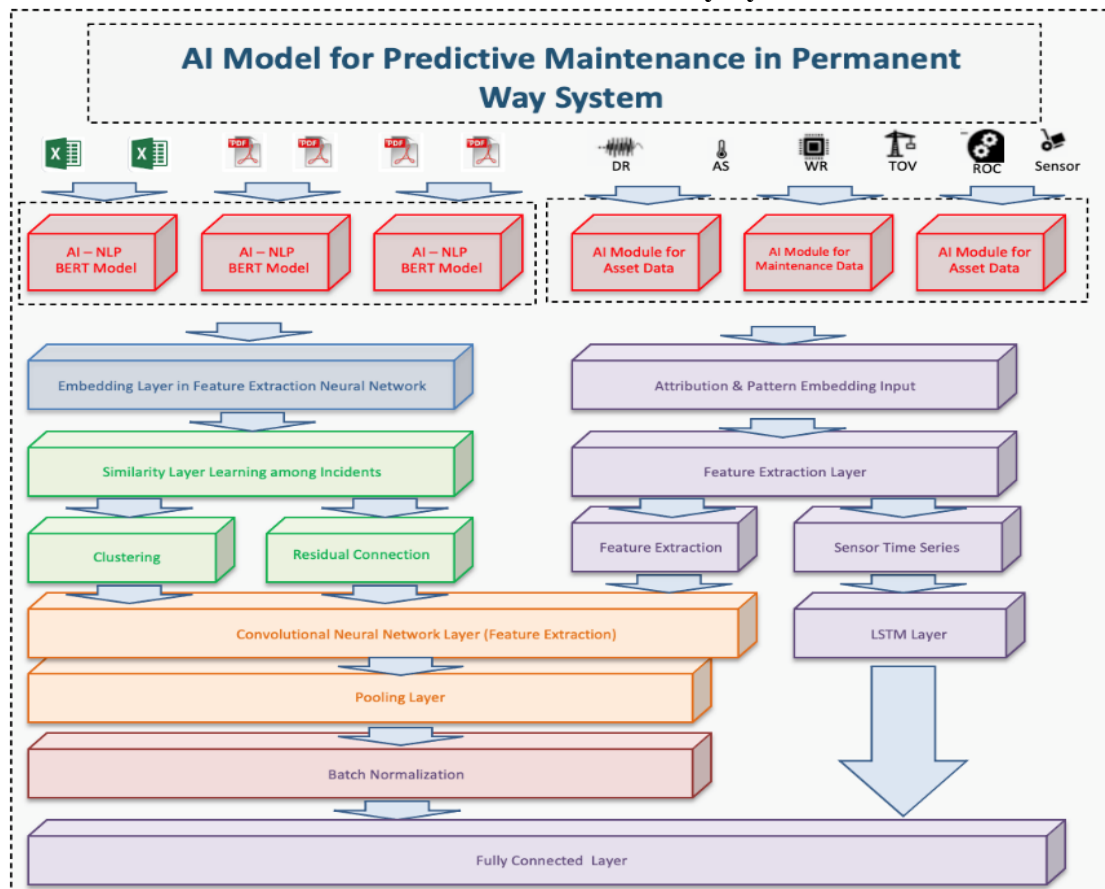 AI Model for Predictive Maintenance in Permanent
Way System
X
X
PDF
PDF
PDF
PDF
DR
AS
WR
TOV
ROC
Sensor
AI – NLP
BERT Model
AI – NLP
BERT Model
AI – NLP
BERT Model
AI Module for
Asset Data
AI Module for
Maintenance Data
AI Module for
Asset Data
Embedding Layer in Feature Extraction Neural Network
Attribution & Pattern Embedding Input
Similarity Layer Learning among Incidents
Feature Extraction Layer
Clustering
Residual Connection
Feature Extraction
Sensor Time Series
Convolutional Neural Network Layer (Feature Extraction)
LSTM Layer
Pooling Layer
Batch Normalization
Fully Connected Layer